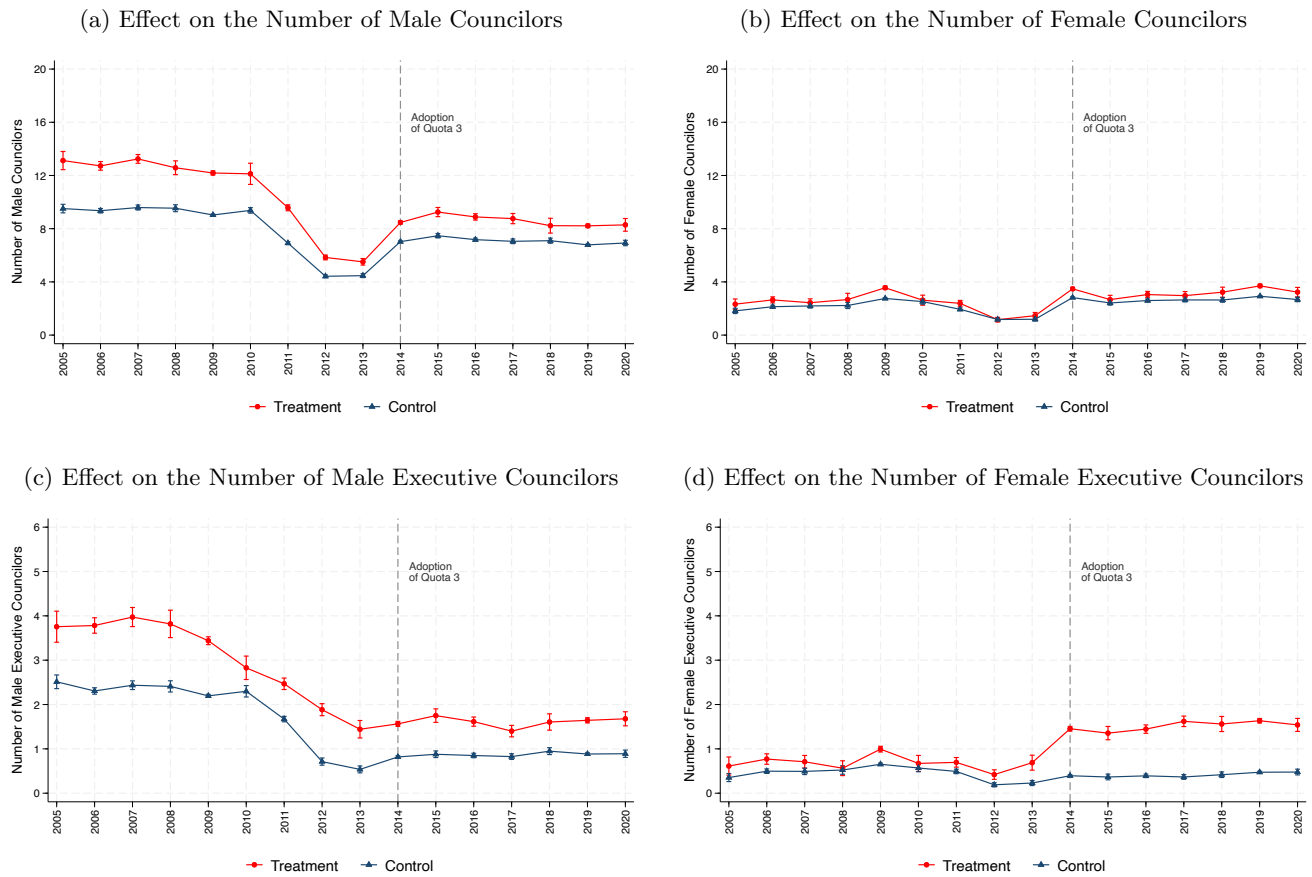 (a) Effect on the Number of Male Councilors
Number of Male Councilors
20
16
12
8
4
0
Adoption
of Quota 3
2005 2006 2007 2008 2009 2010 2011 2012 2013 2014 2015 2016 2017 2018 2019 2020
Treatment Control
(b) Effect on the Number of Female Councilors
Number of Female Councilors
20
16
12
8
4
0
Adoption
of Quota 3
2005 2006 2007 2008 2009 2010 2011 2012 2013 2014 2015 2016 2017 2018 2019 2020
Treatment Control
(c) Effect on the Number of Male Executive Councilors
Number of Male Executive Councilors
6
5
4
3
2
1
0
Adoption
of Quota 3
2005 2006 2007 2008 2009 2010 2011 2012 2013 2014 2015 2016 2017 2018 2019 2020
Treatment Control
(d) Effect on the Number of Female Executive Councilors
Number of Female Executive Councilors
6
5
4
3
2
1
0
Adoption
of Quota 3
2005 2006 2007 2008 2009 2010 2011 2012 2013 2014 2015 2016 2017 2018 2019 2020
Treatment Control